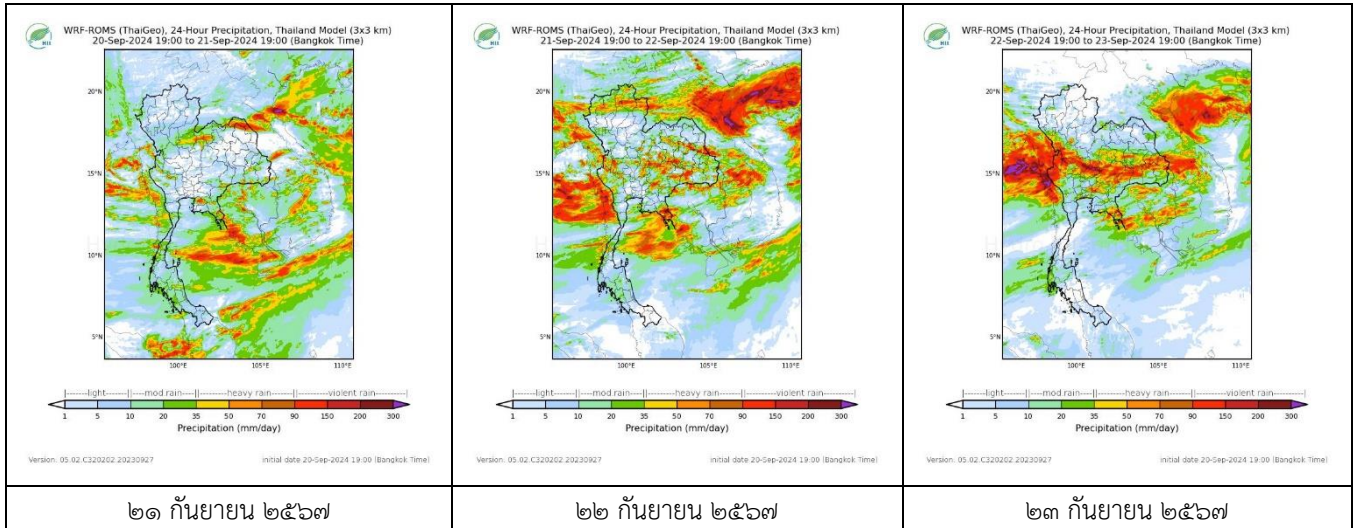 WRF-ROMS (ThaiGeo), 24-Hour Precipitation, Thailand Model (3x3 km)
20-Sep-2024 19:00 to 21-Sep-2024 19:00 (Bangkok Time)
20°N
15°N
10°N
5°N
100°E 105°E 110°E
light mod rain heavy rain violent rain
1 5 10 20 35 50 70 90 150 200 300
Precipitation (mm/day)
Version: 05.02.C320202.20230927 initial date 20-Sep-2024 19:00 (Bangkok Time)
๒๑ กันยายน ๒๕๖๗
WRF-ROMS (ThaiGeo), 24-Hour Precipitation, Thailand Model (3x3 km)
21-Sep-2024 19:00 to 22-Sep-2024 19:00 (Bangkok Time)
20°N
15°N
10°N
5°N
100°E 105°E 110°E
light mod rain heavy rain violent rain
1 5 10 20 35 50 70 90 150 200 300
Precipitation (mm/day)
Version: 05.02.C320202.20230927 initial date 20-Sep-2024 19:00 (Bangkok Time)
๒๒ กันยายน ๒๕๖๗
WRF-ROMS (ThaiGeo), 24-Hour Precipitation, Thailand Model (3x3 km)
22-Sep-2024 19:00 to 23-Sep-2024 19:00 (Bangkok Time)
20°N
15°N
10°N
5°N
100°E 105°E 110°E
light mod rain heavy rain violent rain
1 5 10 20 35 50 70 90 150 200 300
Precipitation (mm/day)
Version: 05.02.C320202.20230927 initial date 20-Sep-2024 19:00 (Bangkok Time)
๒๓ กันยายน ๒๕๖๗